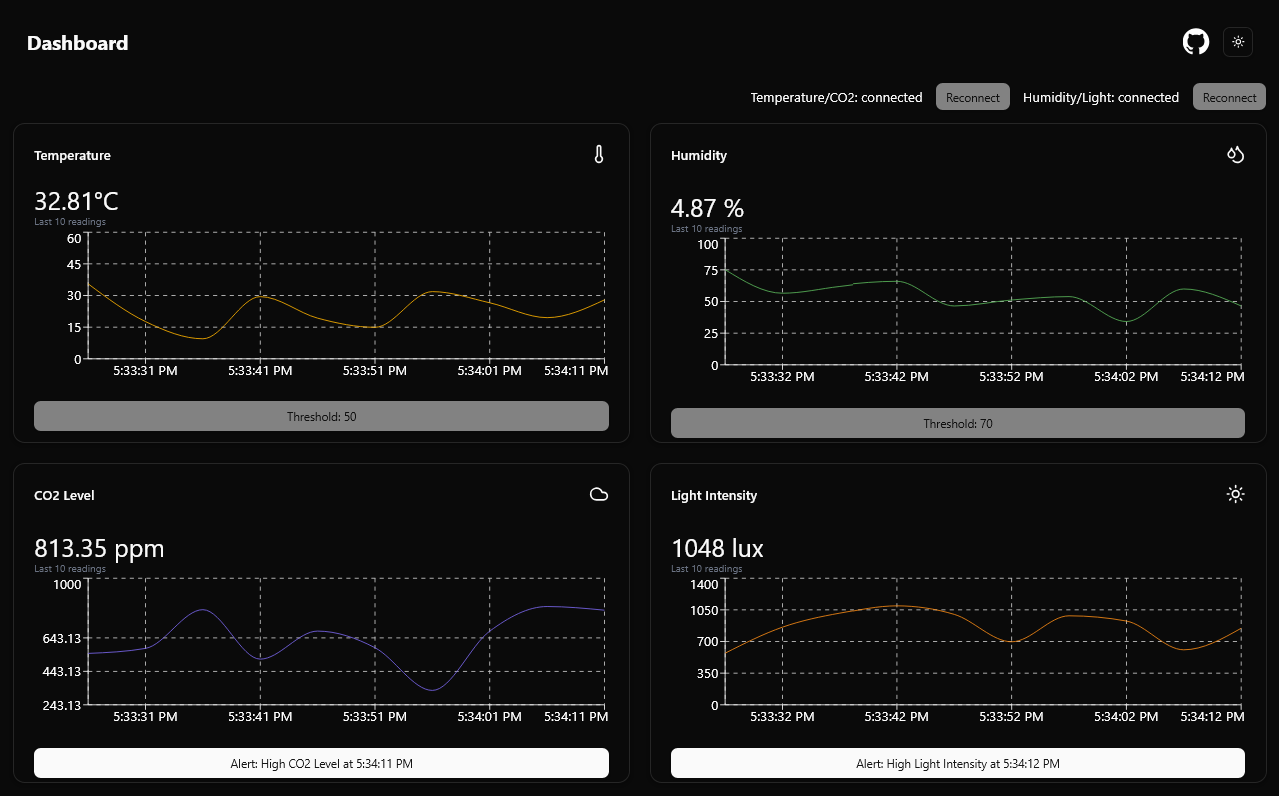 Dashboard
Temperature/CO2: connected Reconnect Humidity/Light: connected Reconnect
Temperature
32.81°C
Last 10 readings
60
45
30
15
0
5:33:31 PM 5:33:41 PM 5:33:51 PM 5:34:01 PM 5:34:11 PM
Threshold: 50
Humidity
4.87 %
Last 10 readings
100
75
50
25
0
5:33:32 PM 5:33:42 PM 5:33:52 PM 5:34:02 PM 5:34:12 PM
Threshold: 70
CO2 Level
813.35 ppm
Last 10 readings
1000
643.13
443.13
243.13
5:33:31 PM 5:33:41 PM 5:33:51 PM 5:34:01 PM 5:34:11 PM
Alert: High CO2 Level at 5:34:11 PM
Light Intensity
1048 lux
Last 10 readings
1400
1050
700
350
0
5:33:32 PM 5:33:42 PM 5:33:52 PM 5:34:02 PM 5:34:12 PM
Alert: High Light Intensity at 5:34:12 PM